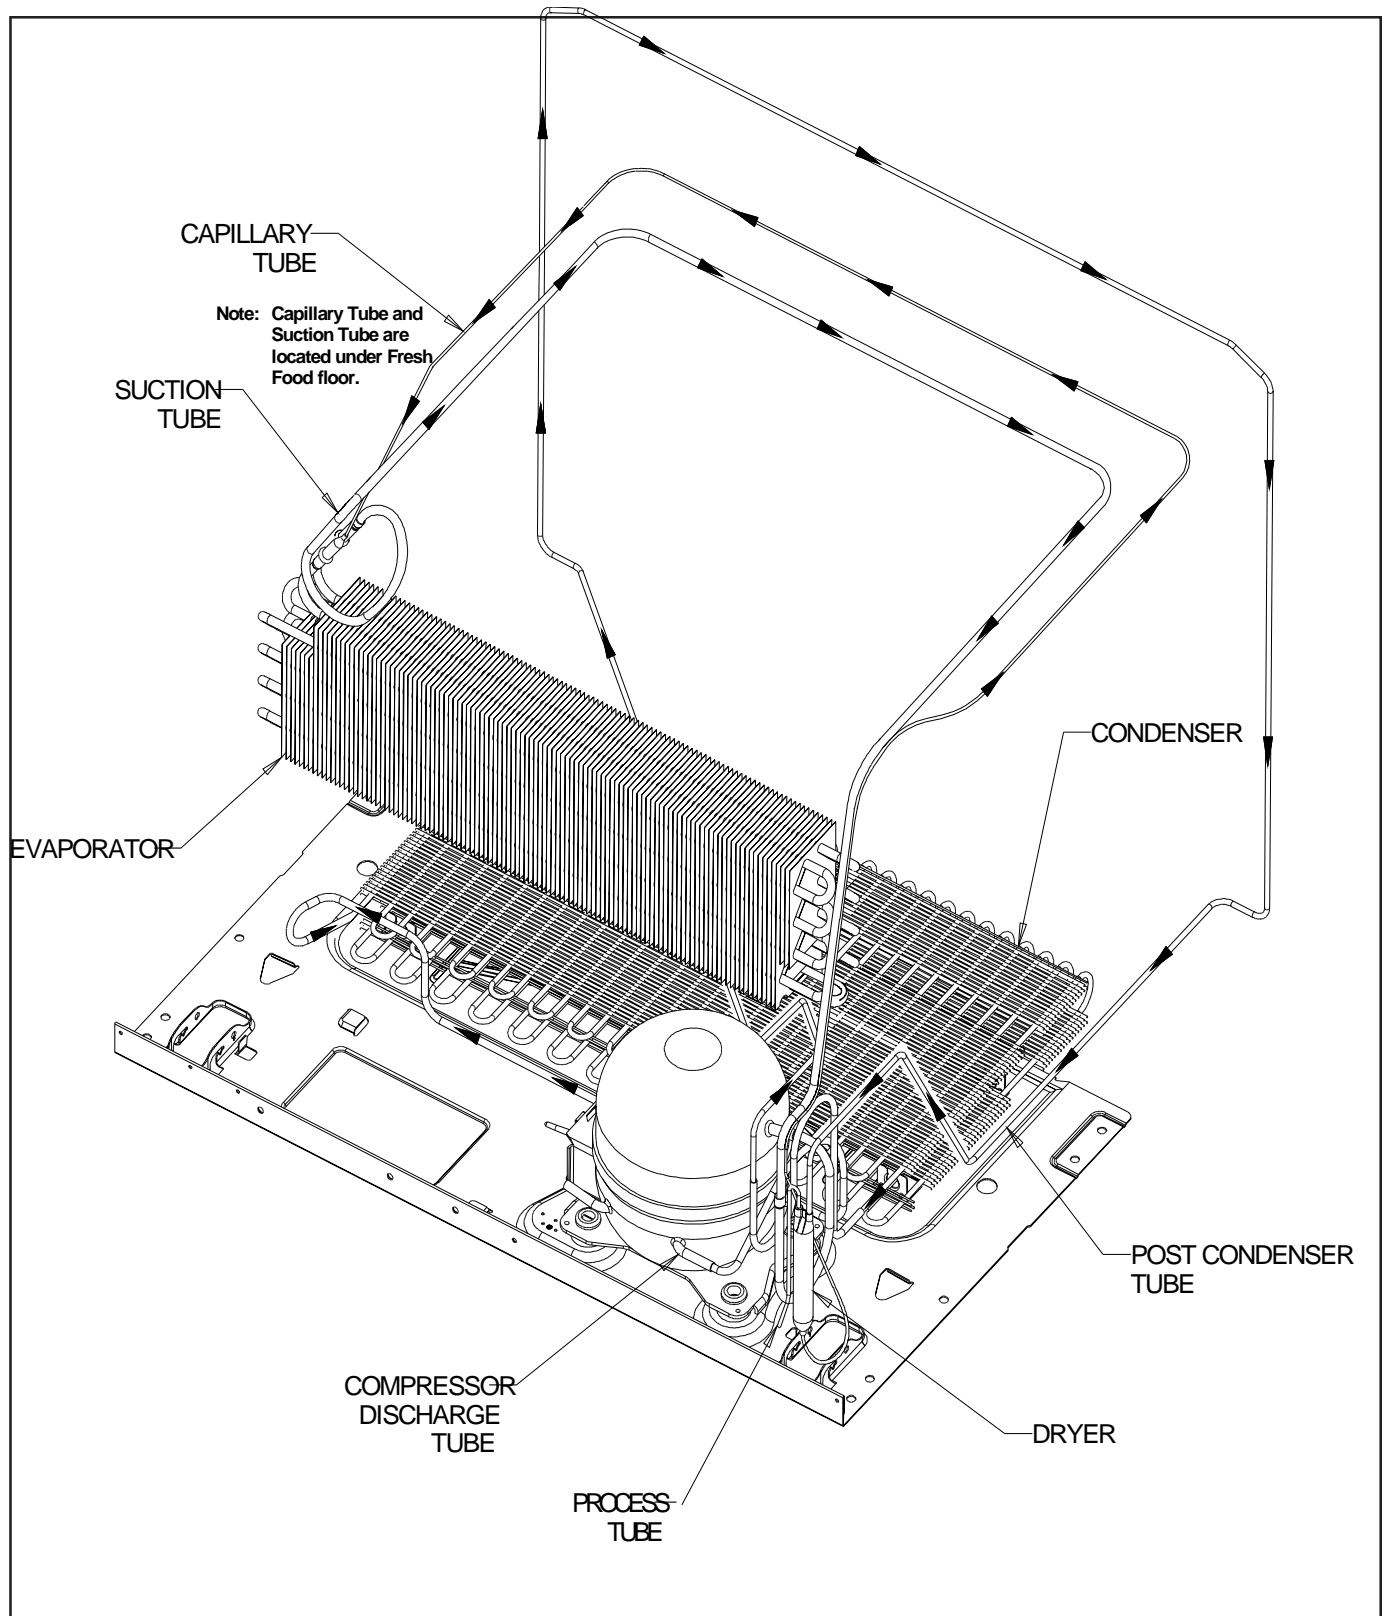 CAPILLARY
TUBE
Note: Capillary Tube and
Suction Tube are
located under Fresh
Food floor.
SUCTION
TUBE
CONDENSER
EVAPORATOR
POST CONDENSER
TUBE
COMPRESSOR
DISCHARGE
TUBE
DRYER
PROCESS
TUBE